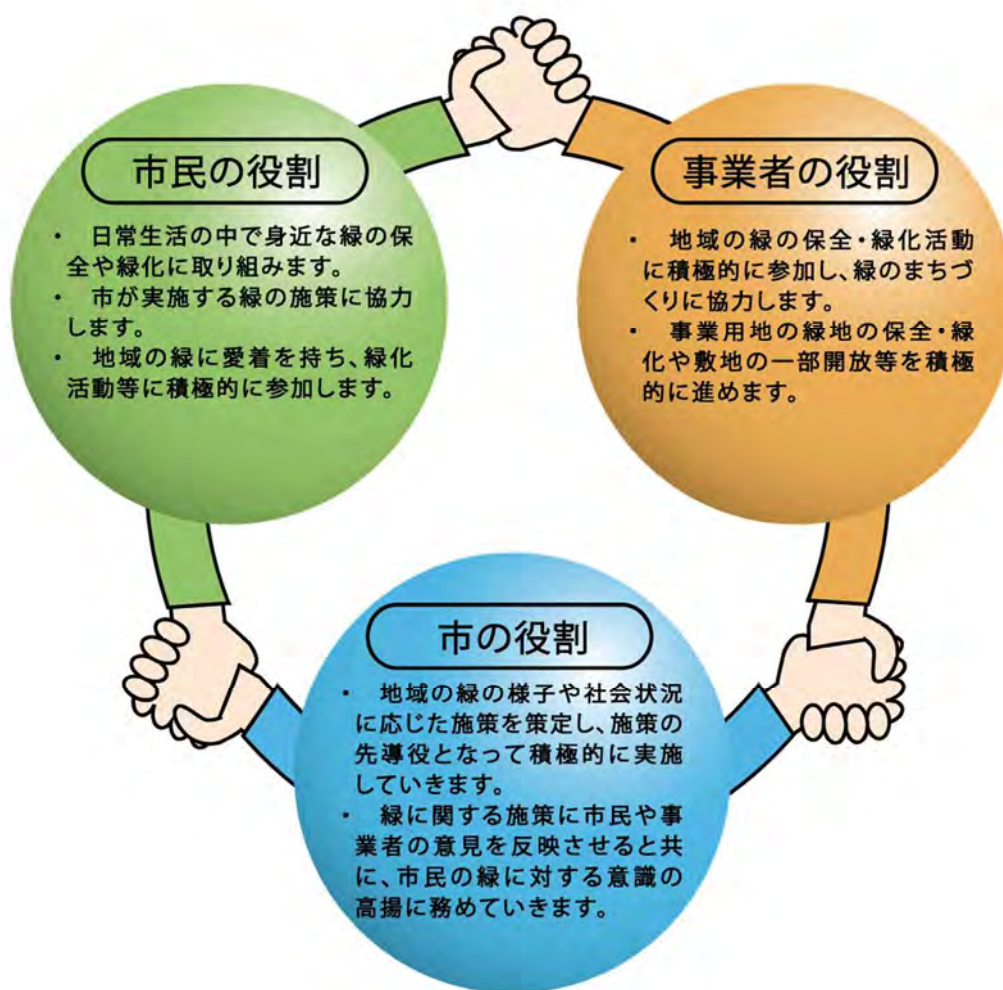 市民の役割
・　日常生活の中で身近な緑の保
全や緑化に取り組みます。
・　市が実施する緑の施策に協力
します。
・　地域の緑に愛着を持ち、緑化
活動等に積極的に参加します。
事業者の役割
・　地域の緑の保全・緑化活動
に積極的に参加し、緑のまちづ
くりに協力します。
・　事業用地の緑地の保全・緑
化や敷地の一部開放等を積極
的に進めます。
市の役割
・　地域の緑の様子や社会状況
に応じた施策を策定し、施策の
先導役となって積極的に実施
していきます。
・　緑に関する施策に市民や事
業者の意見を反映させると共
に、市民の緑に対する意識の
高揚に務めていきます。